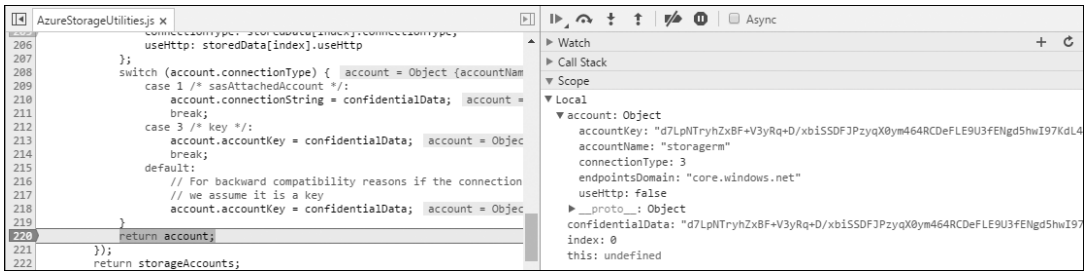 AzureStorageUtilities.js ×
Async
205 connectionType: storedData[index].connectionType,
206 useHttp: storedData[index].useHttp
207 };
208 switch (account.connectionType) { account = Object {accountNam
209 case 1 /* sasAttachedAccount */:
210 account.connectionString = confidentialData; account =
211 break;
212 case 3 /* key */:
213 account.accountKey = confidentialData; account = Objec
214 break;
215 default:
216 // For backward compatibility reasons if the connection
217 // we assume it is a key
218 account.accountKey = confidentialData; account = Objec
219 }
220 return account;
221 });
222 return storageAccounts;
Watch
Call Stack
Scope
Local
account: Object
accountKey: "d7LpNTryhZxBF+V3yRq+D/xbiSSDFJPzyqX0ym464RCDeFLE9U3fENgd5hwI97KdL4
accountName: "storagerm"
connectionType: 3
endpointsDomain: "core.windows.net"
useHttp: false
__proto__: Object
confidentialData: "d7LpNTryhZxBF+V3yRq+D/xbiSSDFJPzyqX0ym464RCDeFLE9U3fENgd5hwI97
index: 0
this: undefined